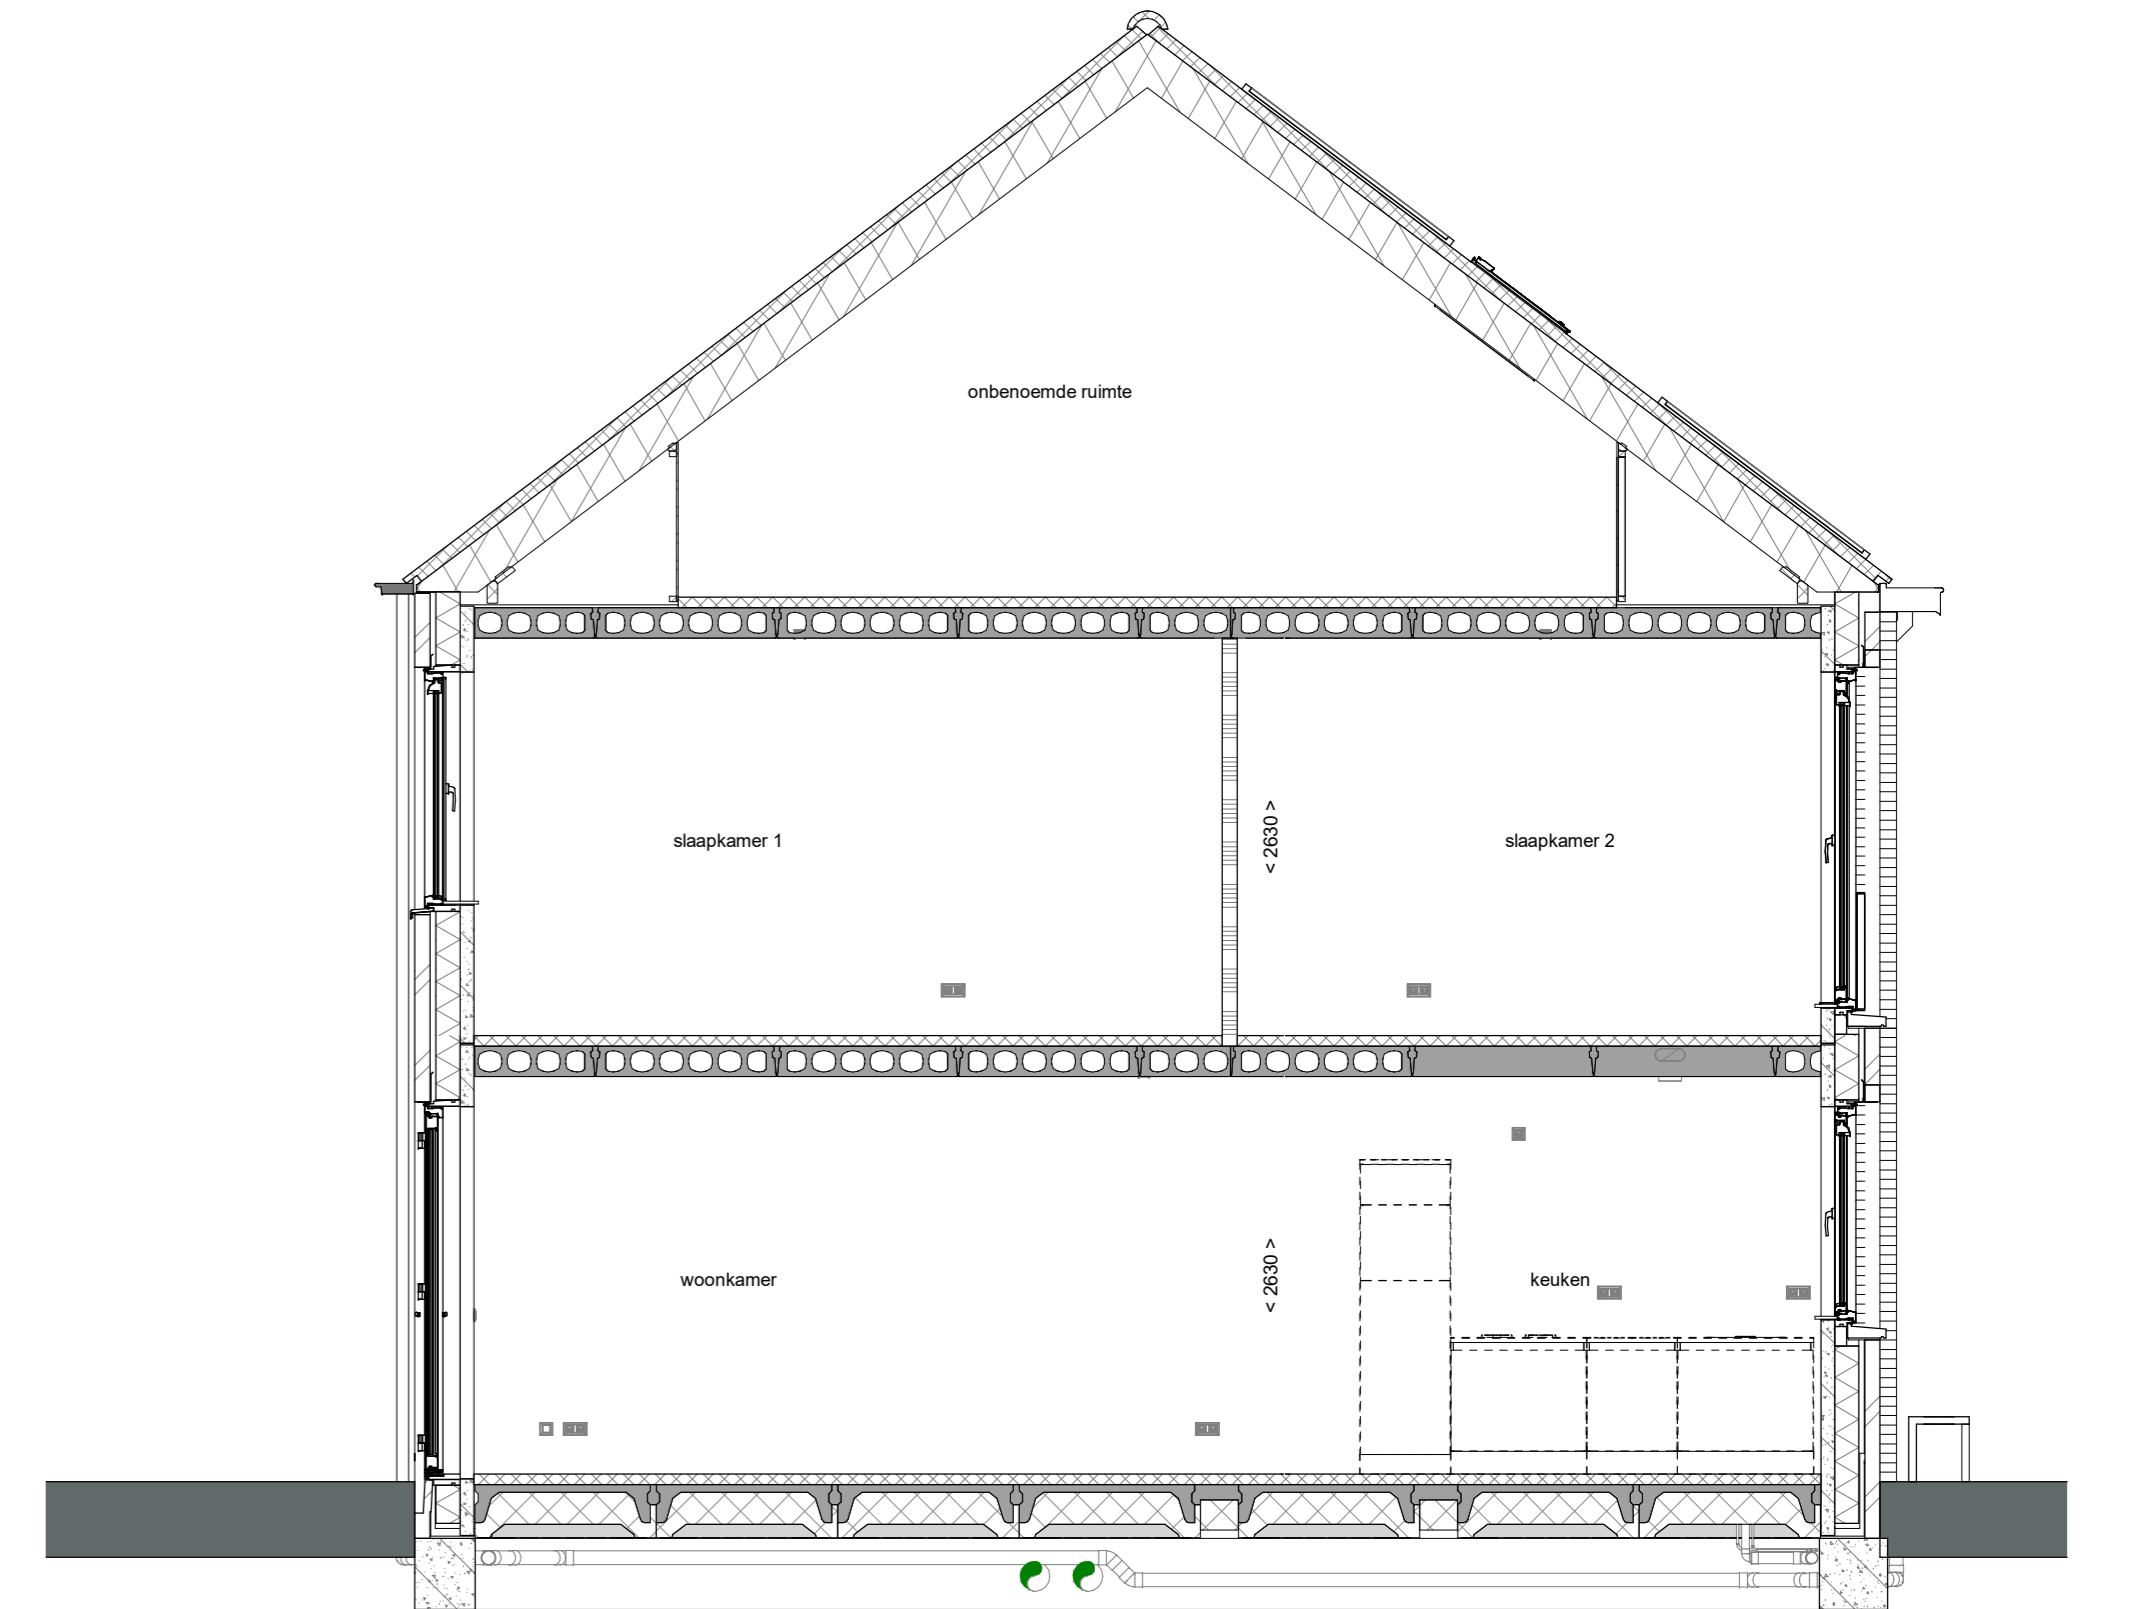 onbenoemde ruimte
slaapkamer 1
< 2630 >
slaapkamer 2
woonkamer
< 2630 >
keuken